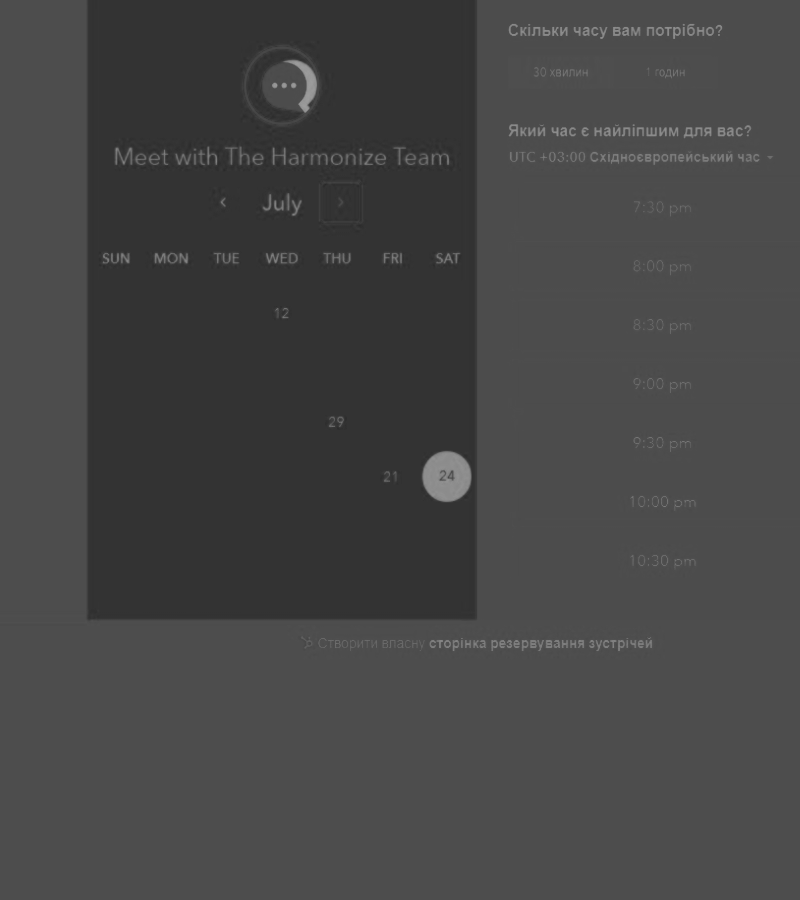 Meet with The Harmonize Team
July
SUN MON TUE WED THU FRI SAT
12
29
21 24
Скільки часу вам потрібно?
30 хвилин 1 годин
Який час є найліпшим для вас?
UTC +03:00 Східноєвропейський час
7:30 pm
8:00 pm
8:30 pm
9:00 pm
9:30 pm
10:00 pm
10:30 pm
Створити власну сторінка резервування зустрічей